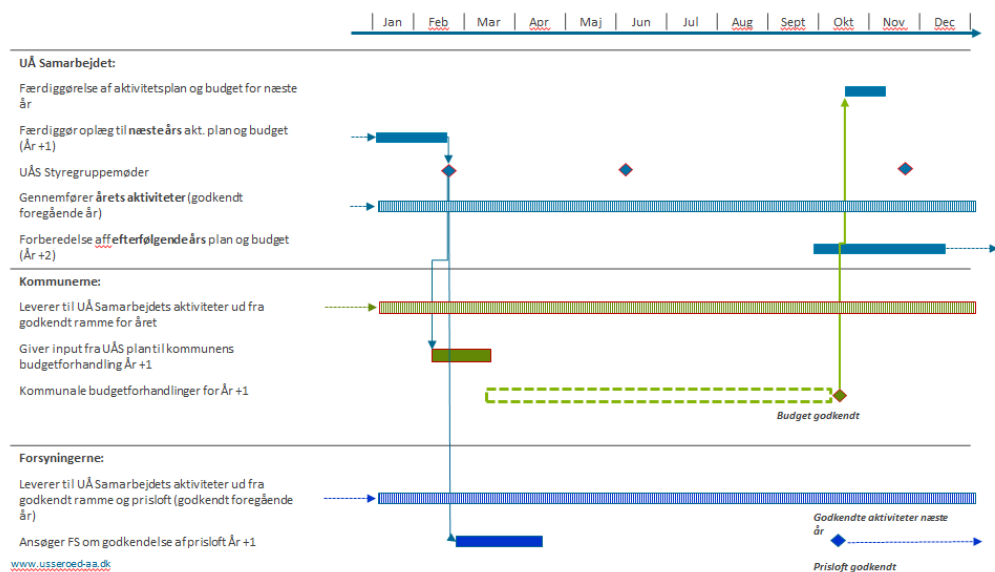 Jan | Feb | Mar | Apr | Maj | Jun | Jul | Aug | Sept | Okt | Nov | Dec
UÅ Samarbejdet:
Færdiggørelse af aktivitetsplan og budget for næste
år
Færdiggør oplæg til næste års akt. plan og budget
(År +1)
UÅS Styregruppemøder
Gennemfører årets aktiviteter (godkendt
foregående år)
Forberedelse aff efterfølgende års plan og budget
(År +2)
Kommunerne:
Leverer til UÅ Samarbejdets aktiviteter ud fra
godkendt ramme for året
Giver input fra UÅS plan til kommunens
budgetforhandling År +1
Kommunale budgetforhandlinger for År +1
Budget godkendt
Forsyningerne:
Leverer til UÅ Samarbejdets aktiviteter ud fra
godkendt ramme og prisloft (godkendt foregående
år)
Godkendte aktiviteter næste
år
Ansøger FS om godkendelse af prisloft År +1
www.usseroed-aa.dk
Prisloft godkendt